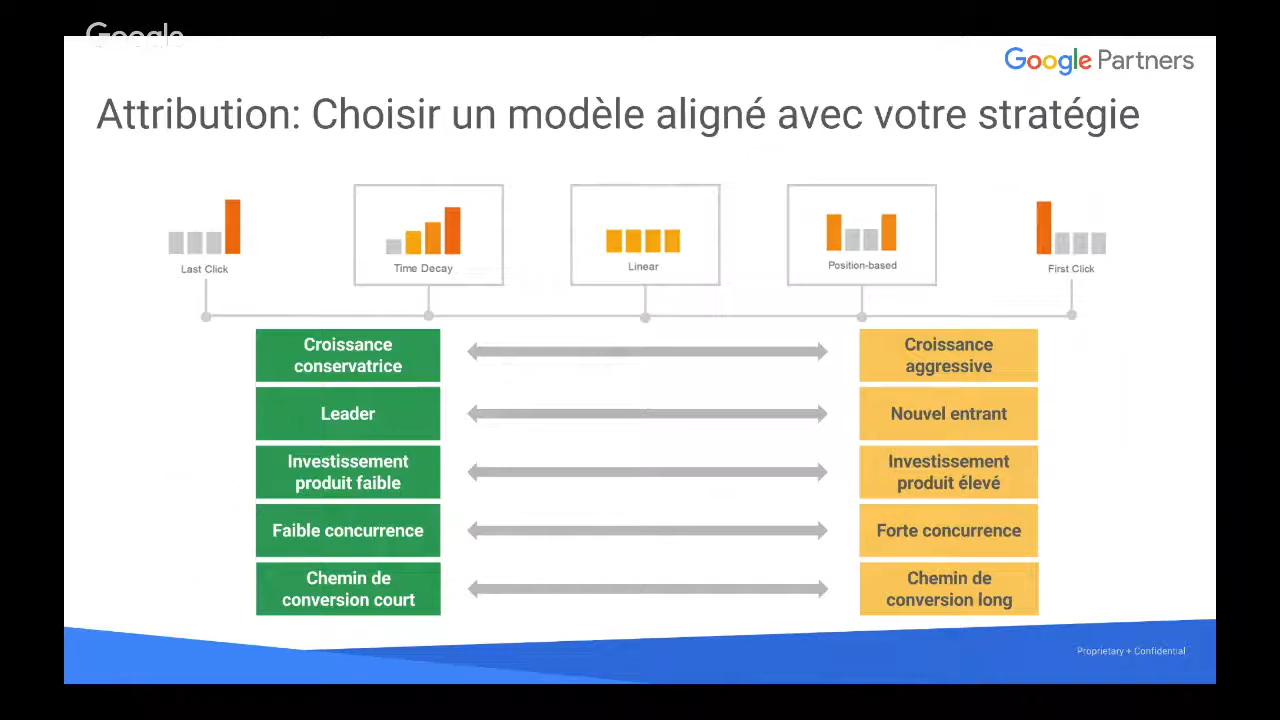 Google
Google Partners
Attribution: Choisir un modèle aligné avec votre stratégie
Last Click
Time Decay
Linear
Position-based
First Click
Croissance
conservatrice
Croissance
aggressive
Leader
Nouvel entrant
Investissement
produit faible
Investissement
produit élevé
Faible concurrence
Forte concurrence
Chemin de
conversion court
Chemin de
conversion long
Proprietary + Confidential